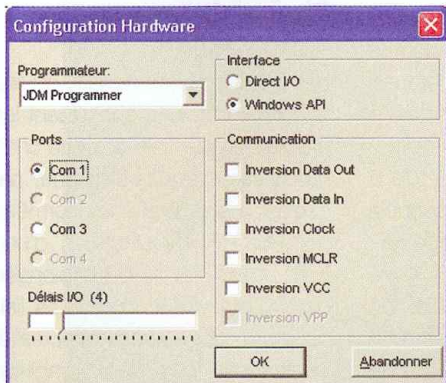 Configuration Hardware
Programmateur:
JDM Programmer
Interface
Direct I/O
Windows API
Ports
Com 1
Com 2
Com 3
Com 4
Communication
Inversion Data Out
Inversion Data In
Inversion Clock
Inversion MCLR
Inversion VCC
Inversion VPP
Délais I/O (4)
OK
Abandonner